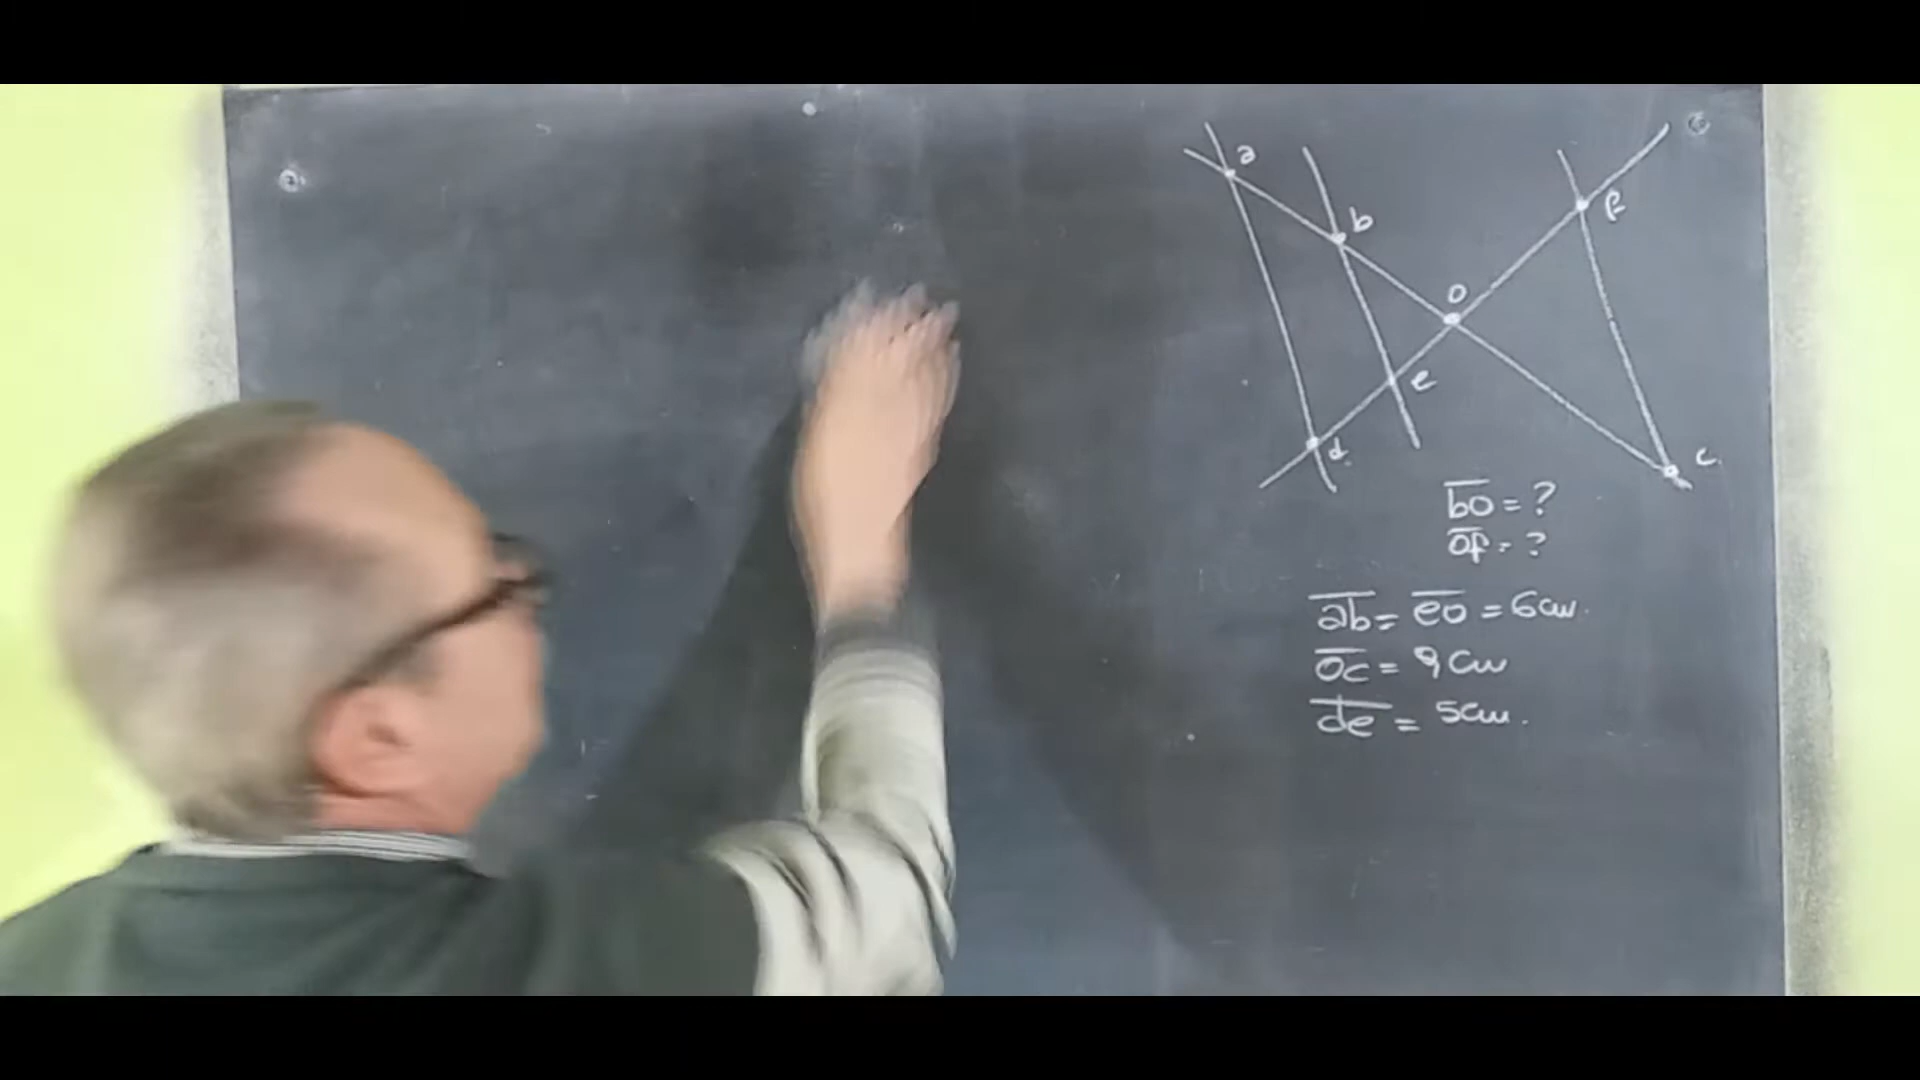 a
b
f
o
e
d
c
bo = ?
of = ?
ab = eo = 6cm.
oc = 9cm
de = 5cm.